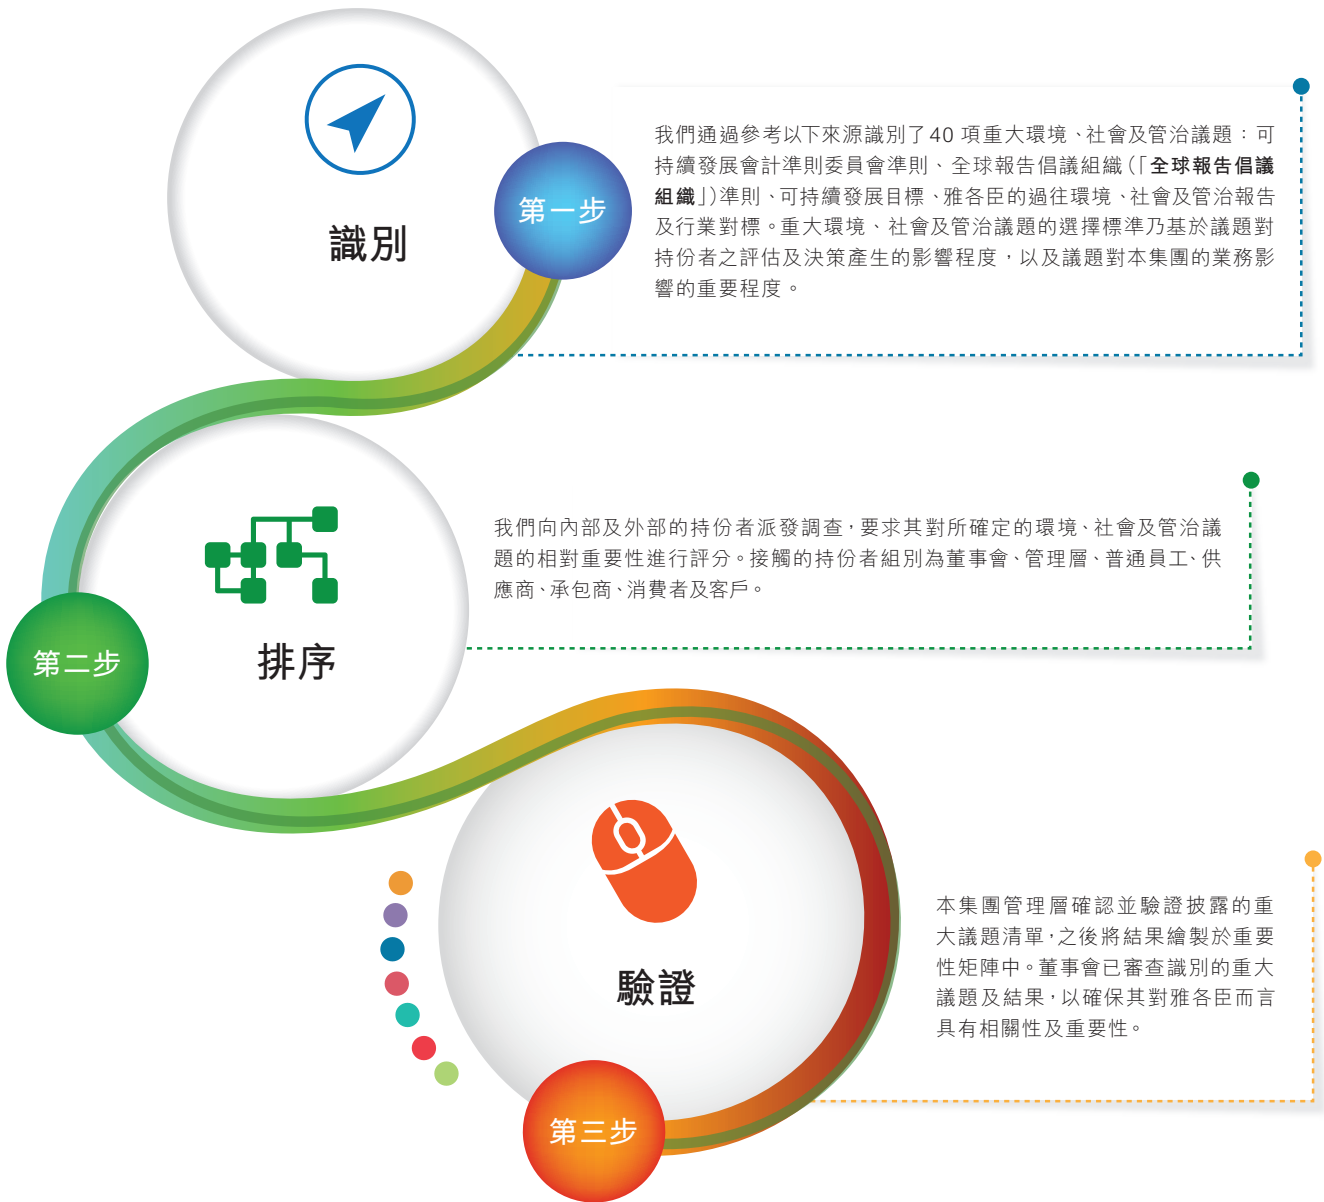 識別
第一步
我們通過參考以下來源識別了40 項重大環境、社會及管治議題：可
持續發展會計準則委員會準則、全球報告倡議組織（「全球報告倡議
組織」）準則、可持續發展目標、雅各臣的過往環境、社會及管治報告
及行業對標。重大環境、社會及管治議題的選擇標準乃基於議題對
持份者之評估及決策產生的影響程度，以及議題對本集團的業務影
響的重要程度。
排序
第二步
我們向內部及外部的持份者派發調查，要求其對所確定的環境、社會及管治議
題的相對重要性進行評分。接觸的持份者組別為董事會、管理層、普通員工、供
應商、承包商、消費者及客戶。
驗證
第三步
本集團管理層確認並驗證披露的重
大議題清單，之後將結果繪製於重要
性矩陣中。董事會已審查識別的重大
議題及結果，以確保其對雅各臣而言
具有相關性及重要性。